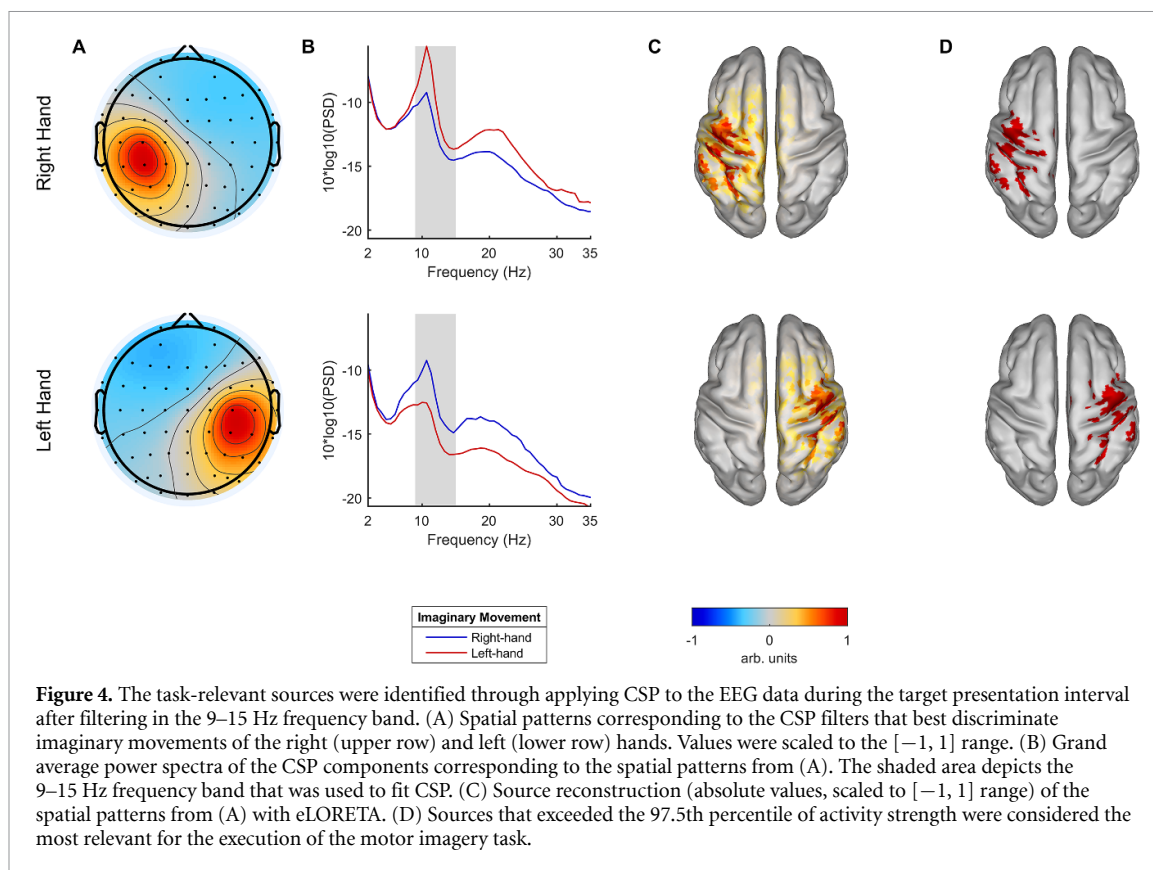 A
B
C
D
Right Hand
10*log10(PSD)
-10
-15
-20
2
10
20
30
35
Frequency (Hz)
Left Hand
10*log10(PSD)
-10
-15
-20
2
10
20
30
35
Frequency (Hz)
Imaginary Movement
Right-hand
Left-hand
-1
0
1
arb. units
Figure 4. The task-relevant sources were identified through applying CSP to the EEG data during the target presentation interval
after filtering in the 9–15 Hz frequency band. (A) Spatial patterns corresponding to the CSP filters that best discriminate
imaginary movements of the right (upper row) and left (lower row) hands. Values were scaled to the [−1, 1] range. (B) Grand
average power spectra of the CSP components corresponding to the spatial patterns from (A). The shaded area depicts the
9–15 Hz frequency band that was used to fit CSP. (C) Source reconstruction (absolute values, scaled to [−1, 1] range) of the
spatial patterns from (A) with eLORETA. (D) Sources that exceeded the 97.5th percentile of activity strength were considered the
most relevant for the execution of the motor imagery task.